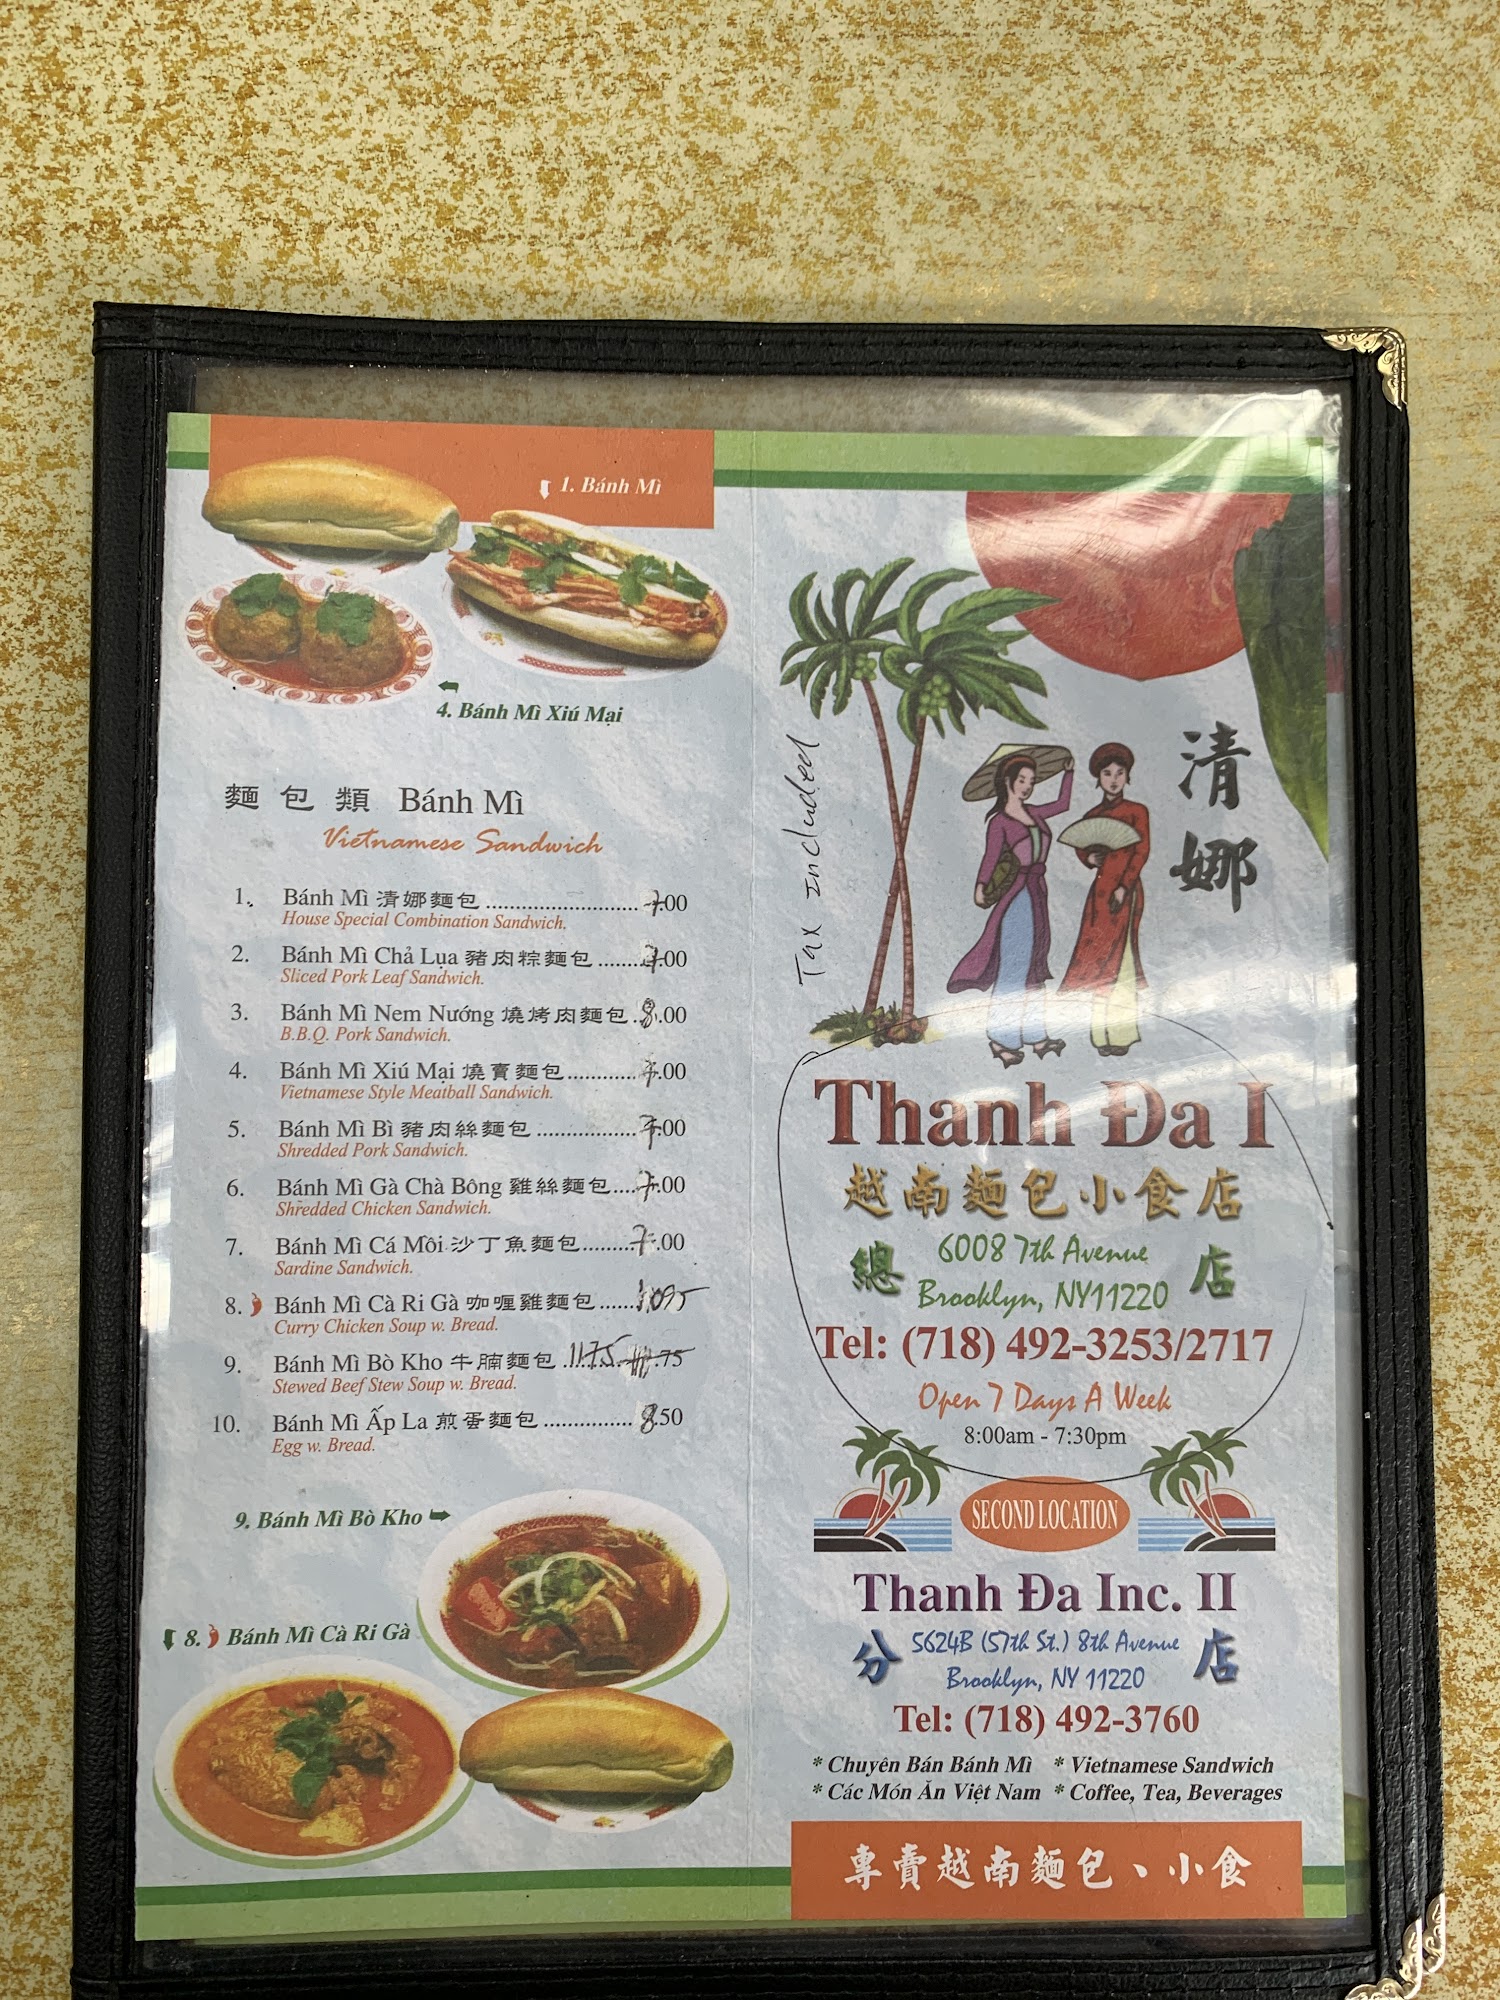 1. Bánh Mì
4. Bánh Mì Xiú Mại
麵包類 Bánh Mì
Vietnamese Sandwich
1. Bánh Mì 清娜麵包 ........................... 7.00
House Special Combination Sandwich.
2. Bánh Mì Chả Lụa 豬肉粽麵包 ......... 7.00
Sliced Pork Leaf Sandwich.
3. Bánh Mì Nem Nướng 燒烤肉麵包 .. 8.00
B.B.Q. Pork Sandwich.
4. Bánh Mì Xiú Mại 燒賣麵包............. 7.00
Vietnamese Style Meatball Sandwich.
5. Bánh Mì Bì 豬肉絲麵包 .................. 7.00
Shredded Pork Sandwich.
6. Bánh Mì Gà Chà Bông 雞絲麵包..... 7.00
Shredded Chicken Sandwich.
7. Bánh Mì Cá Mòi 沙丁魚麵包......... 7.00
Sardine Sandwich.
8. Bánh Mì Cà Ri Gà 咖喱雞麵包...... 1095
Curry Chicken Soup w. Bread.
9. Bánh Mì Bò Kho 牛腩麵包 1175 .75
Stewed Beef Stew Soup w. Bread.
10. Bánh Mì Ấp La 煎蛋麵包 ................ 8.50
Egg w. Bread.
9. Bánh Mì Bò Kho
8. Bánh Mì Cà Ri Gà
Tax Included
清娜
Thanh Đa I
越南麵包小食店
總店
6008 7th Avenue
Brooklyn, NY11220
Tel: (718) 492-3253/2717
Open 7 Days A Week
8:00am - 7:30pm
SECOND LOCATION
Thanh Đa Inc. II
分店
5624B (57th St.) 8th Avenue
Brooklyn, NY 11220
Tel: (718) 492-3760
* Chuyên Bán Bánh Mì * Vietnamese Sandwich
* Các Món Ăn Việt Nam * Coffee, Tea, Beverages
專賣越南麵包、小食